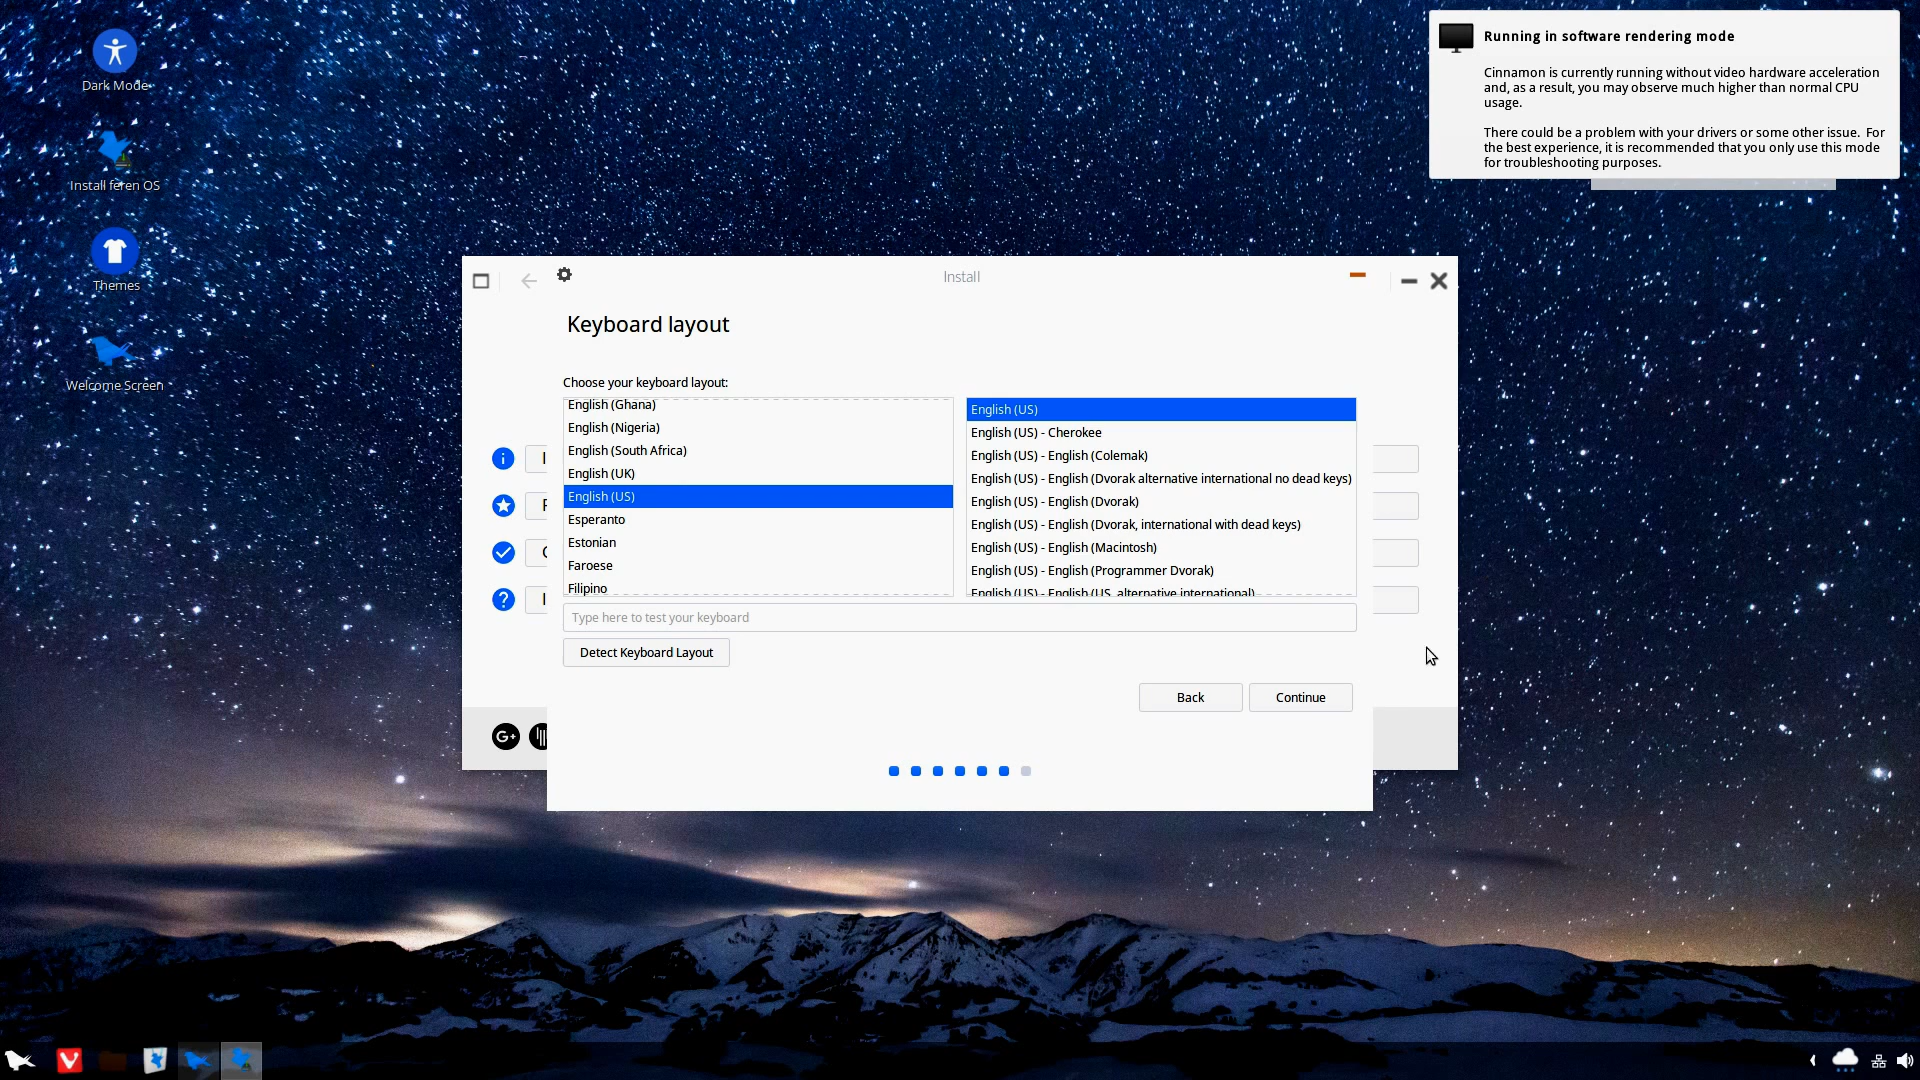 Dark Mode
Install feren OS
Themes
Welcome Screen
Running in software rendering mode
Cinnamon is currently running without video hardware acceleration
and, as a result, you may observe much higher than normal CPU
usage.
There could be a problem with your drivers or some other issue.  For
the best experience, it is recommended that you only use this mode
for troubleshooting purposes.
Install
Keyboard layout
Choose your keyboard layout:
English (Ghana)
English (Nigeria)
English (South Africa)
English (UK)
English (US)
Esperanto
Estonian
Faroese
Filipino
English (US)
English (US) - Cherokee
English (US) - English (Colemak)
English (US) - English (Dvorak alternative international no dead keys)
English (US) - English (Dvorak)
English (US) - English (Dvorak, international with dead keys)
English (US) - English (Macintosh)
English (US) - English (Programmer Dvorak)
English (US) - English (US, alternative international)
Type here to test your keyboard
Detect Keyboard Layout
Back
Continue
G+